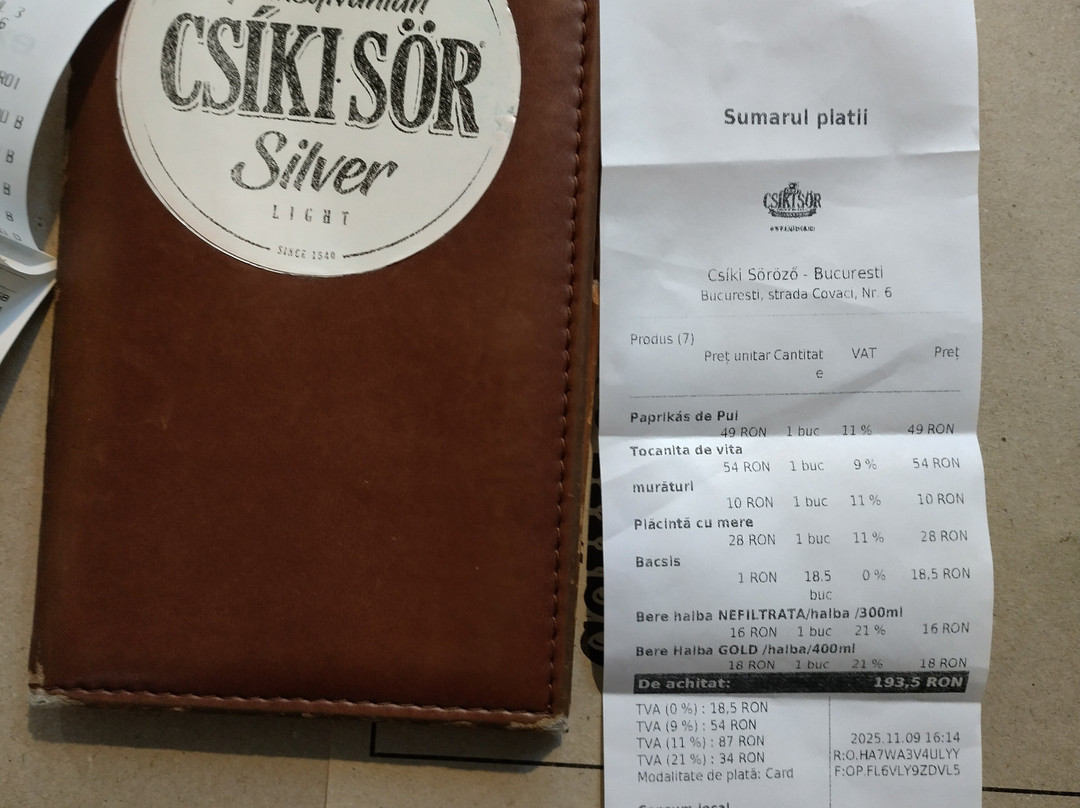 CSÍKI SÖR
Silver
LIGHT
SINCE 1540
Sumarul platii
CSÍKI SÖR
Csíki Söröző - Bucuresti
Bucuresti, strada Covaci, Nr. 6
Produs (7)
Preț unitar Cantitat VAT Preț
e
Paprikás de Pui
49 RON 1 buc 11 % 49 RON
Tocanita de vita
54 RON 1 buc 9 % 54 RON
murături
10 RON 1 buc 11 % 10 RON
Plăcintă cu mere
28 RON 1 buc 11 % 28 RON
Bacsis
1 RON 18.5 0 % 18,5 RON
buc
Bere halba NEFILTRATA/halba /300ml
16 RON 1 buc 21 % 16 RON
Bere Halba GOLD /halba/400ml
18 RON 1 buc 21 % 18 RON
De achitat: 193,5 RON
TVA (0 %) : 18,5 RON
TVA (9 %) : 54 RON
TVA (11 %) : 87 RON
TVA (21 %) : 34 RON
Modalitate de plată: Card
2025.11.09 16:14
R:O.HA7WA3V4ULYY
F:OP.FL6VLY9ZDVL5